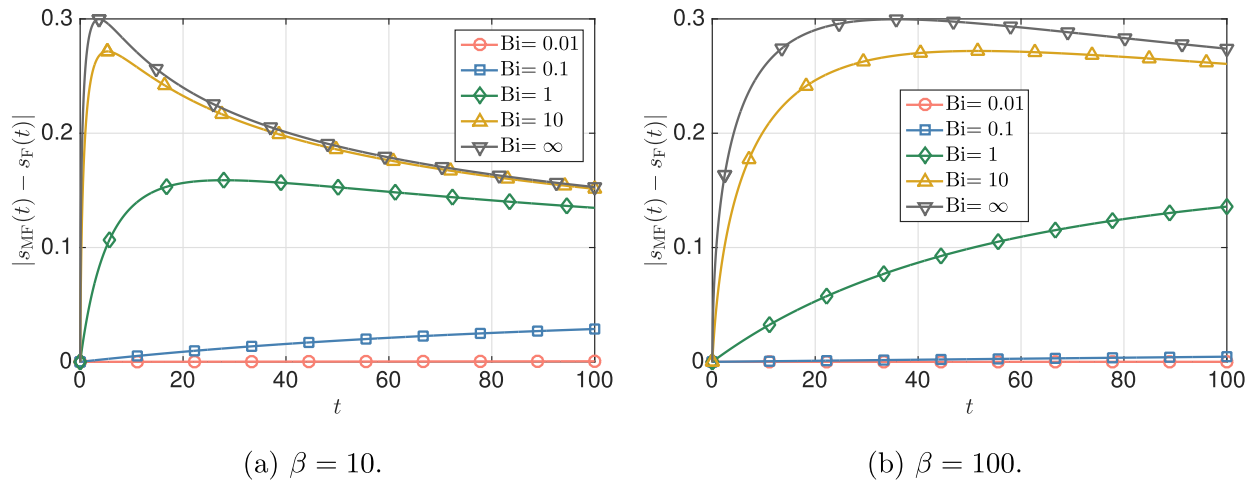 0.3
0.2
0.1
0
|s_MF(t) − s_F(t)|
Bi= 0.01
Bi= 0.1
Bi= 1
Bi= 10
Bi= ∞
0 20 40 60 80 100
t
(a) β = 10.
0.3
0.2
0.1
0
|s_MF(t) − s_F(t)|
Bi= 0.01
Bi= 0.1
Bi= 1
Bi= 10
Bi= ∞
0 20 40 60 80 100
t
(b) β = 100.